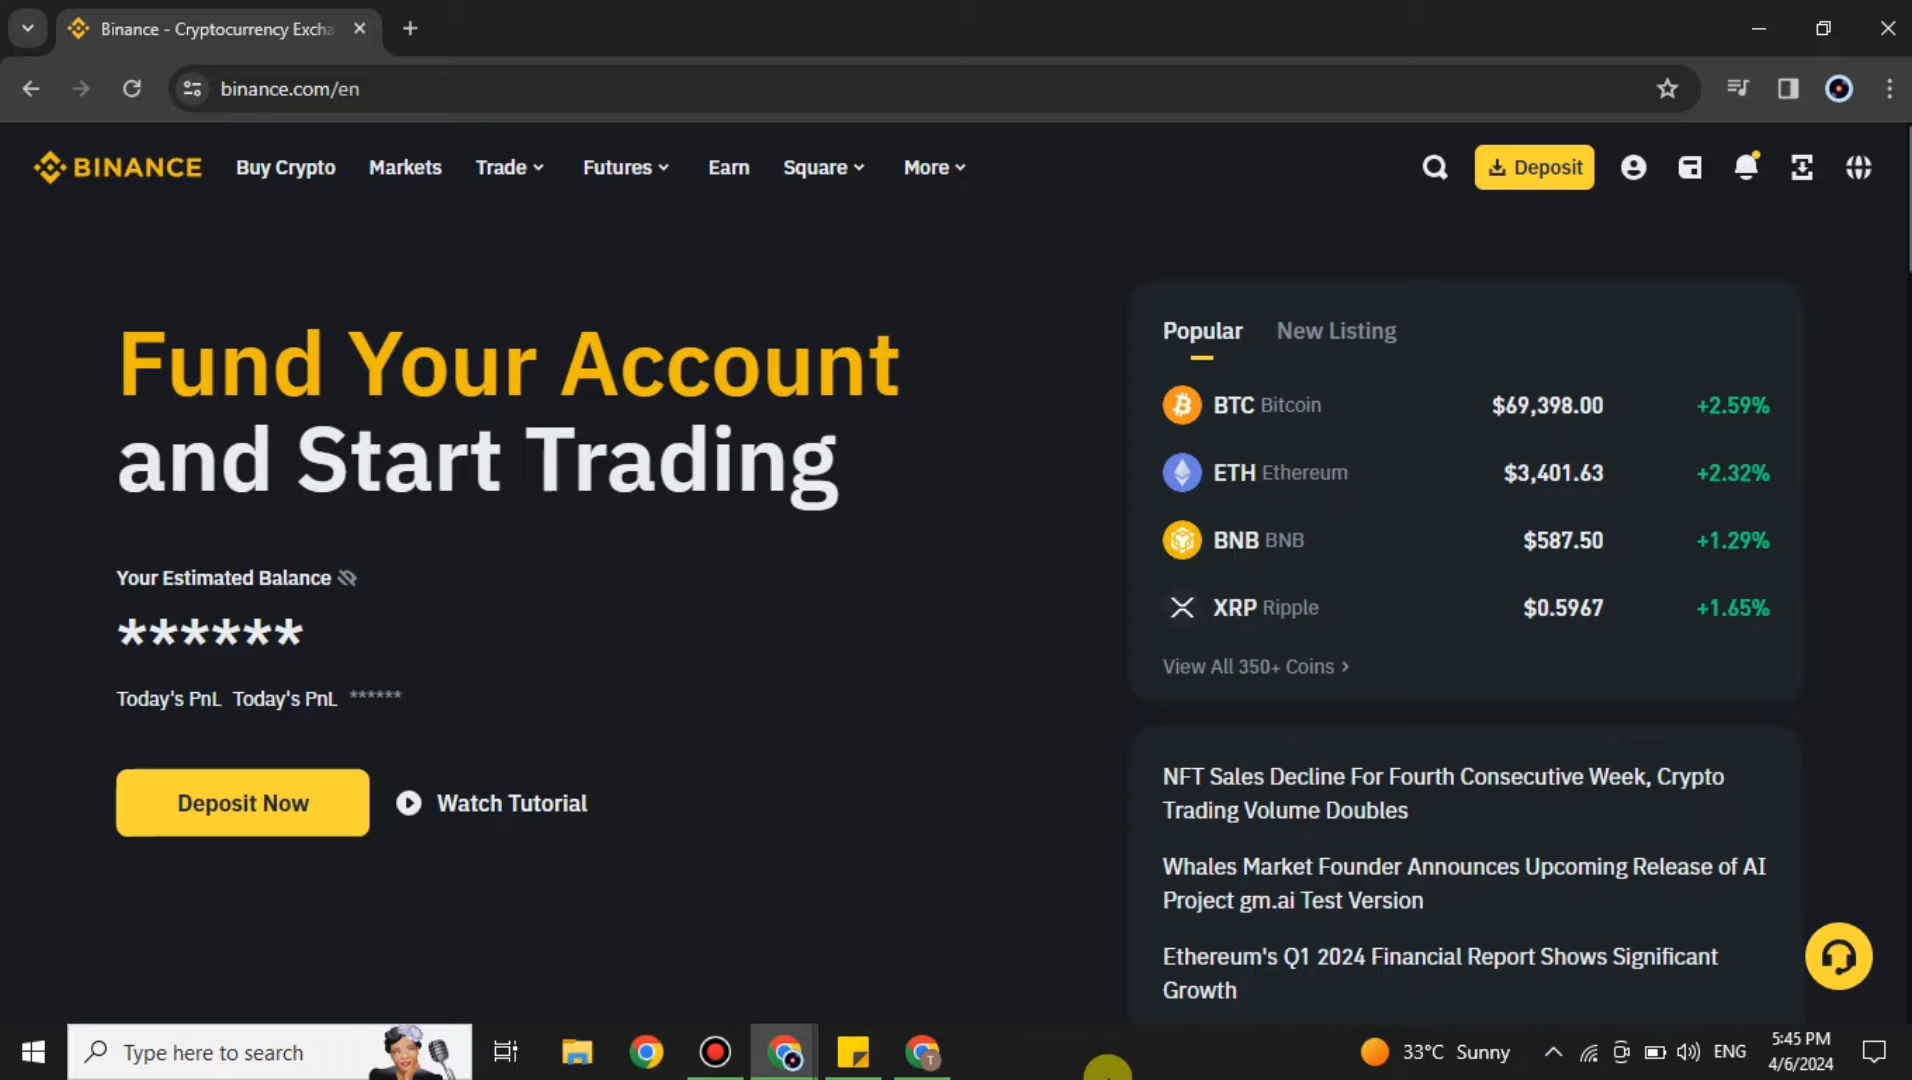 Binance - Cryptocurrency Excha
binance.com/en
BINANCE Buy Crypto Markets Trade Futures Earn Square More Deposit
Fund Your Account
and Start Trading
Your Estimated Balance
******
Today's PnL Today's PnL ******
Deposit Now Watch Tutorial
Popular New Listing
BTC Bitcoin $69,398.00 +2.59%
ETH Ethereum $3,401.63 +2.32%
BNB BNB $587.50 +1.29%
XRP Ripple $0.5967 +1.65%
View All 350+ Coins >
NFT Sales Decline For Fourth Consecutive Week, Crypto
Trading Volume Doubles
Whales Market Founder Announces Upcoming Release of AI
Project gm.ai Test Version
Ethereum's Q1 2024 Financial Report Shows Significant
Growth
Type here to search
T
33°C Sunny
ENG
5:45 PM
4/6/2024